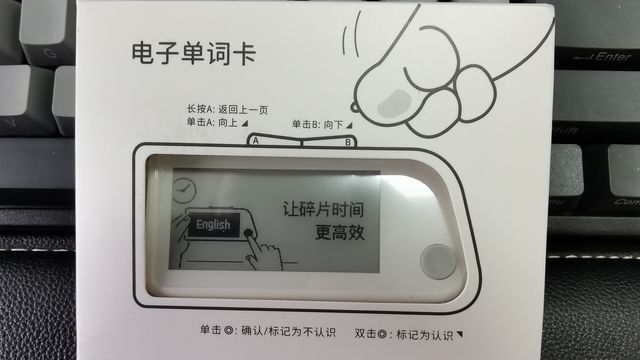 电子单词卡
长按A: 返回上一页
单击A: 向上
单击B: 向下
A
B
让碎片时间
更高效
English
单击◎: 确认/标记为不认识
双击◎: 标记为认识
G
V
Enter
Shift